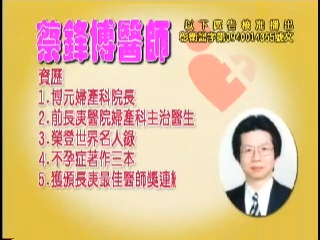 蔡鋒博醫師
以下廣告核准播出
資歷
1.博元婦產科院長
2.前長庚醫院婦產科主治醫生
3.榮登世界名人錄
4.不孕症著作三本
5.獲頒長庚最佳醫師獎連